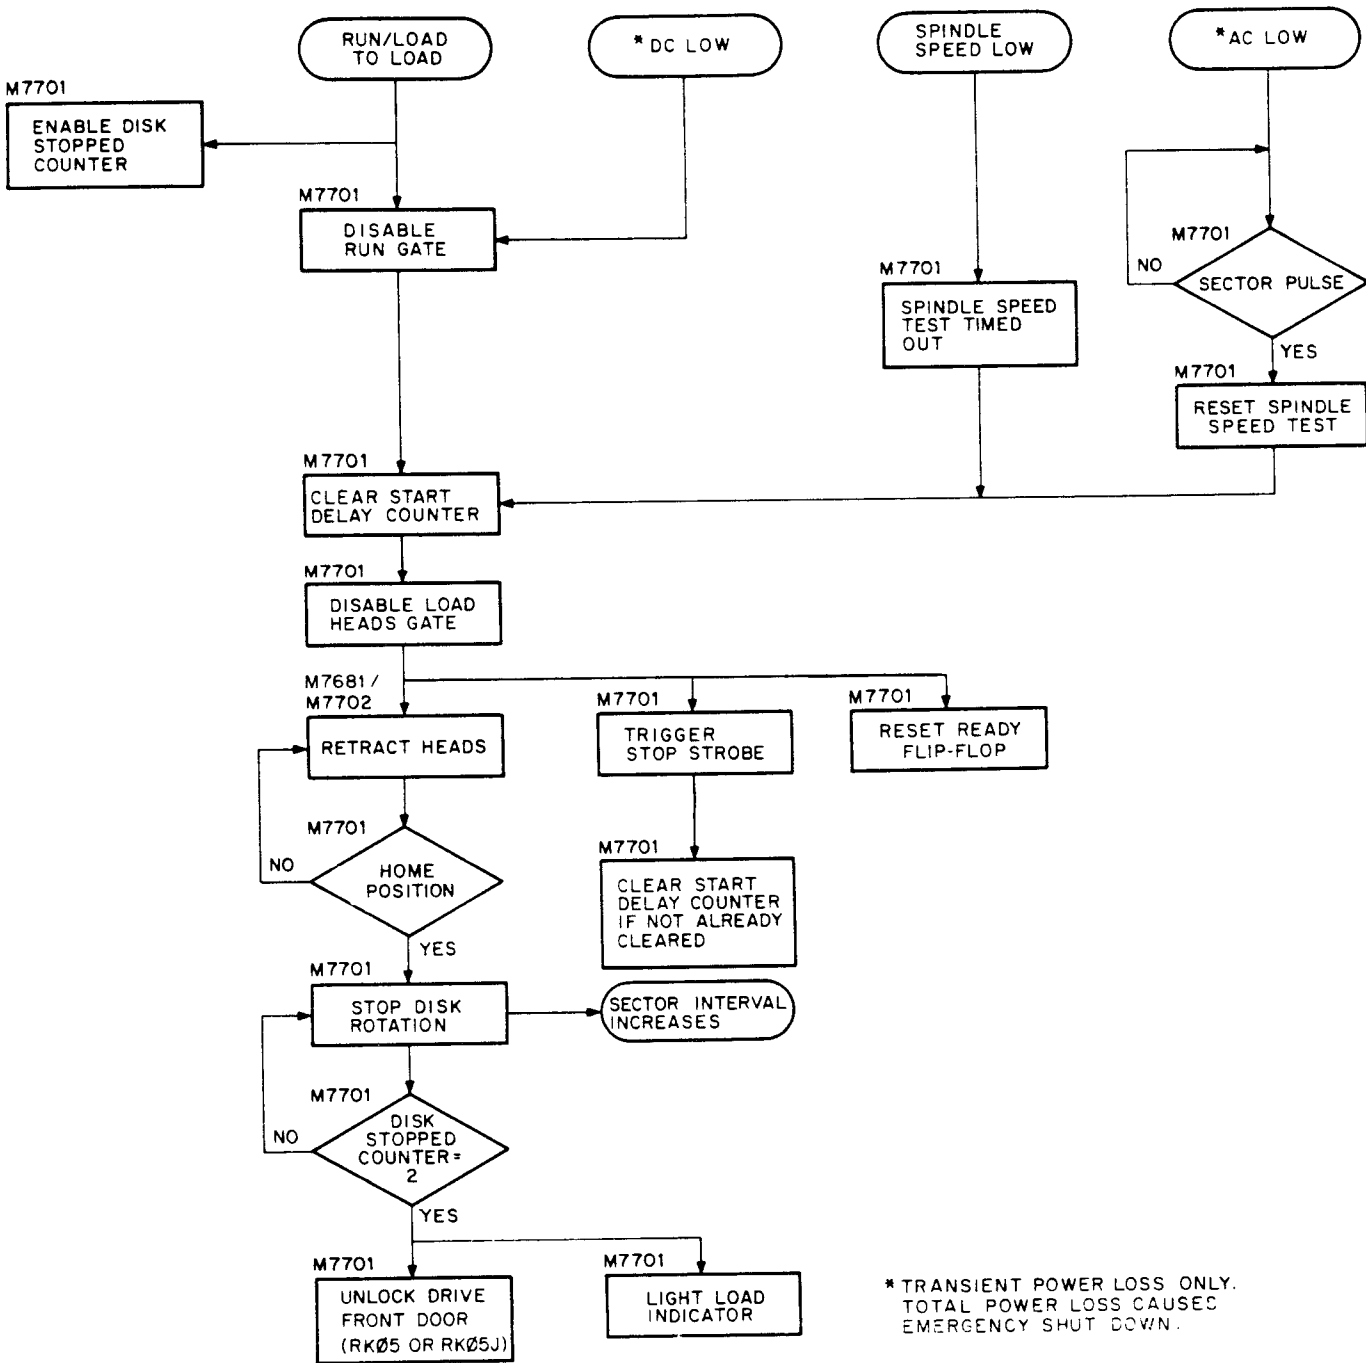 RUN/LOAD
TO LOAD
* DC LOW
SPINDLE
SPEED LOW
* AC LOW
M7701
ENABLE DISK
STOPPED
COUNTER
M7701
DISABLE
RUN GATE
M7701
SPINDLE SPEED
TEST TIMED
OUT
M7701
NO
SECTOR PULSE
YES
M7701
RESET SPINDLE
SPEED TEST
M7701
CLEAR START
DELAY COUNTER
M7701
DISABLE LOAD
HEADS GATE
M7681/
M7702
RETRACT HEADS
M7701
TRIGGER
STOP STROBE
M7701
RESET READY
FLIP-FLOP
M7701
NO
HOME
POSITION
YES
M7701
CLEAR START
DELAY COUNTER
IF NOT ALREADY
CLEARED
M7701
STOP DISK
ROTATION
SECTOR INTERVAL
INCREASES
M7701
NO
DISK
STOPPED
COUNTER=
2
YES
M7701
UNLOCK DRIVE
FRONT DOOR
(RKØ5 OR RKØ5J)
M7701
LIGHT LOAD
INDICATOR
* TRANSIENT POWER LOSS ONLY.
TOTAL POWER LOSS CAUSES
EMERGENCY SHUT DOWN.